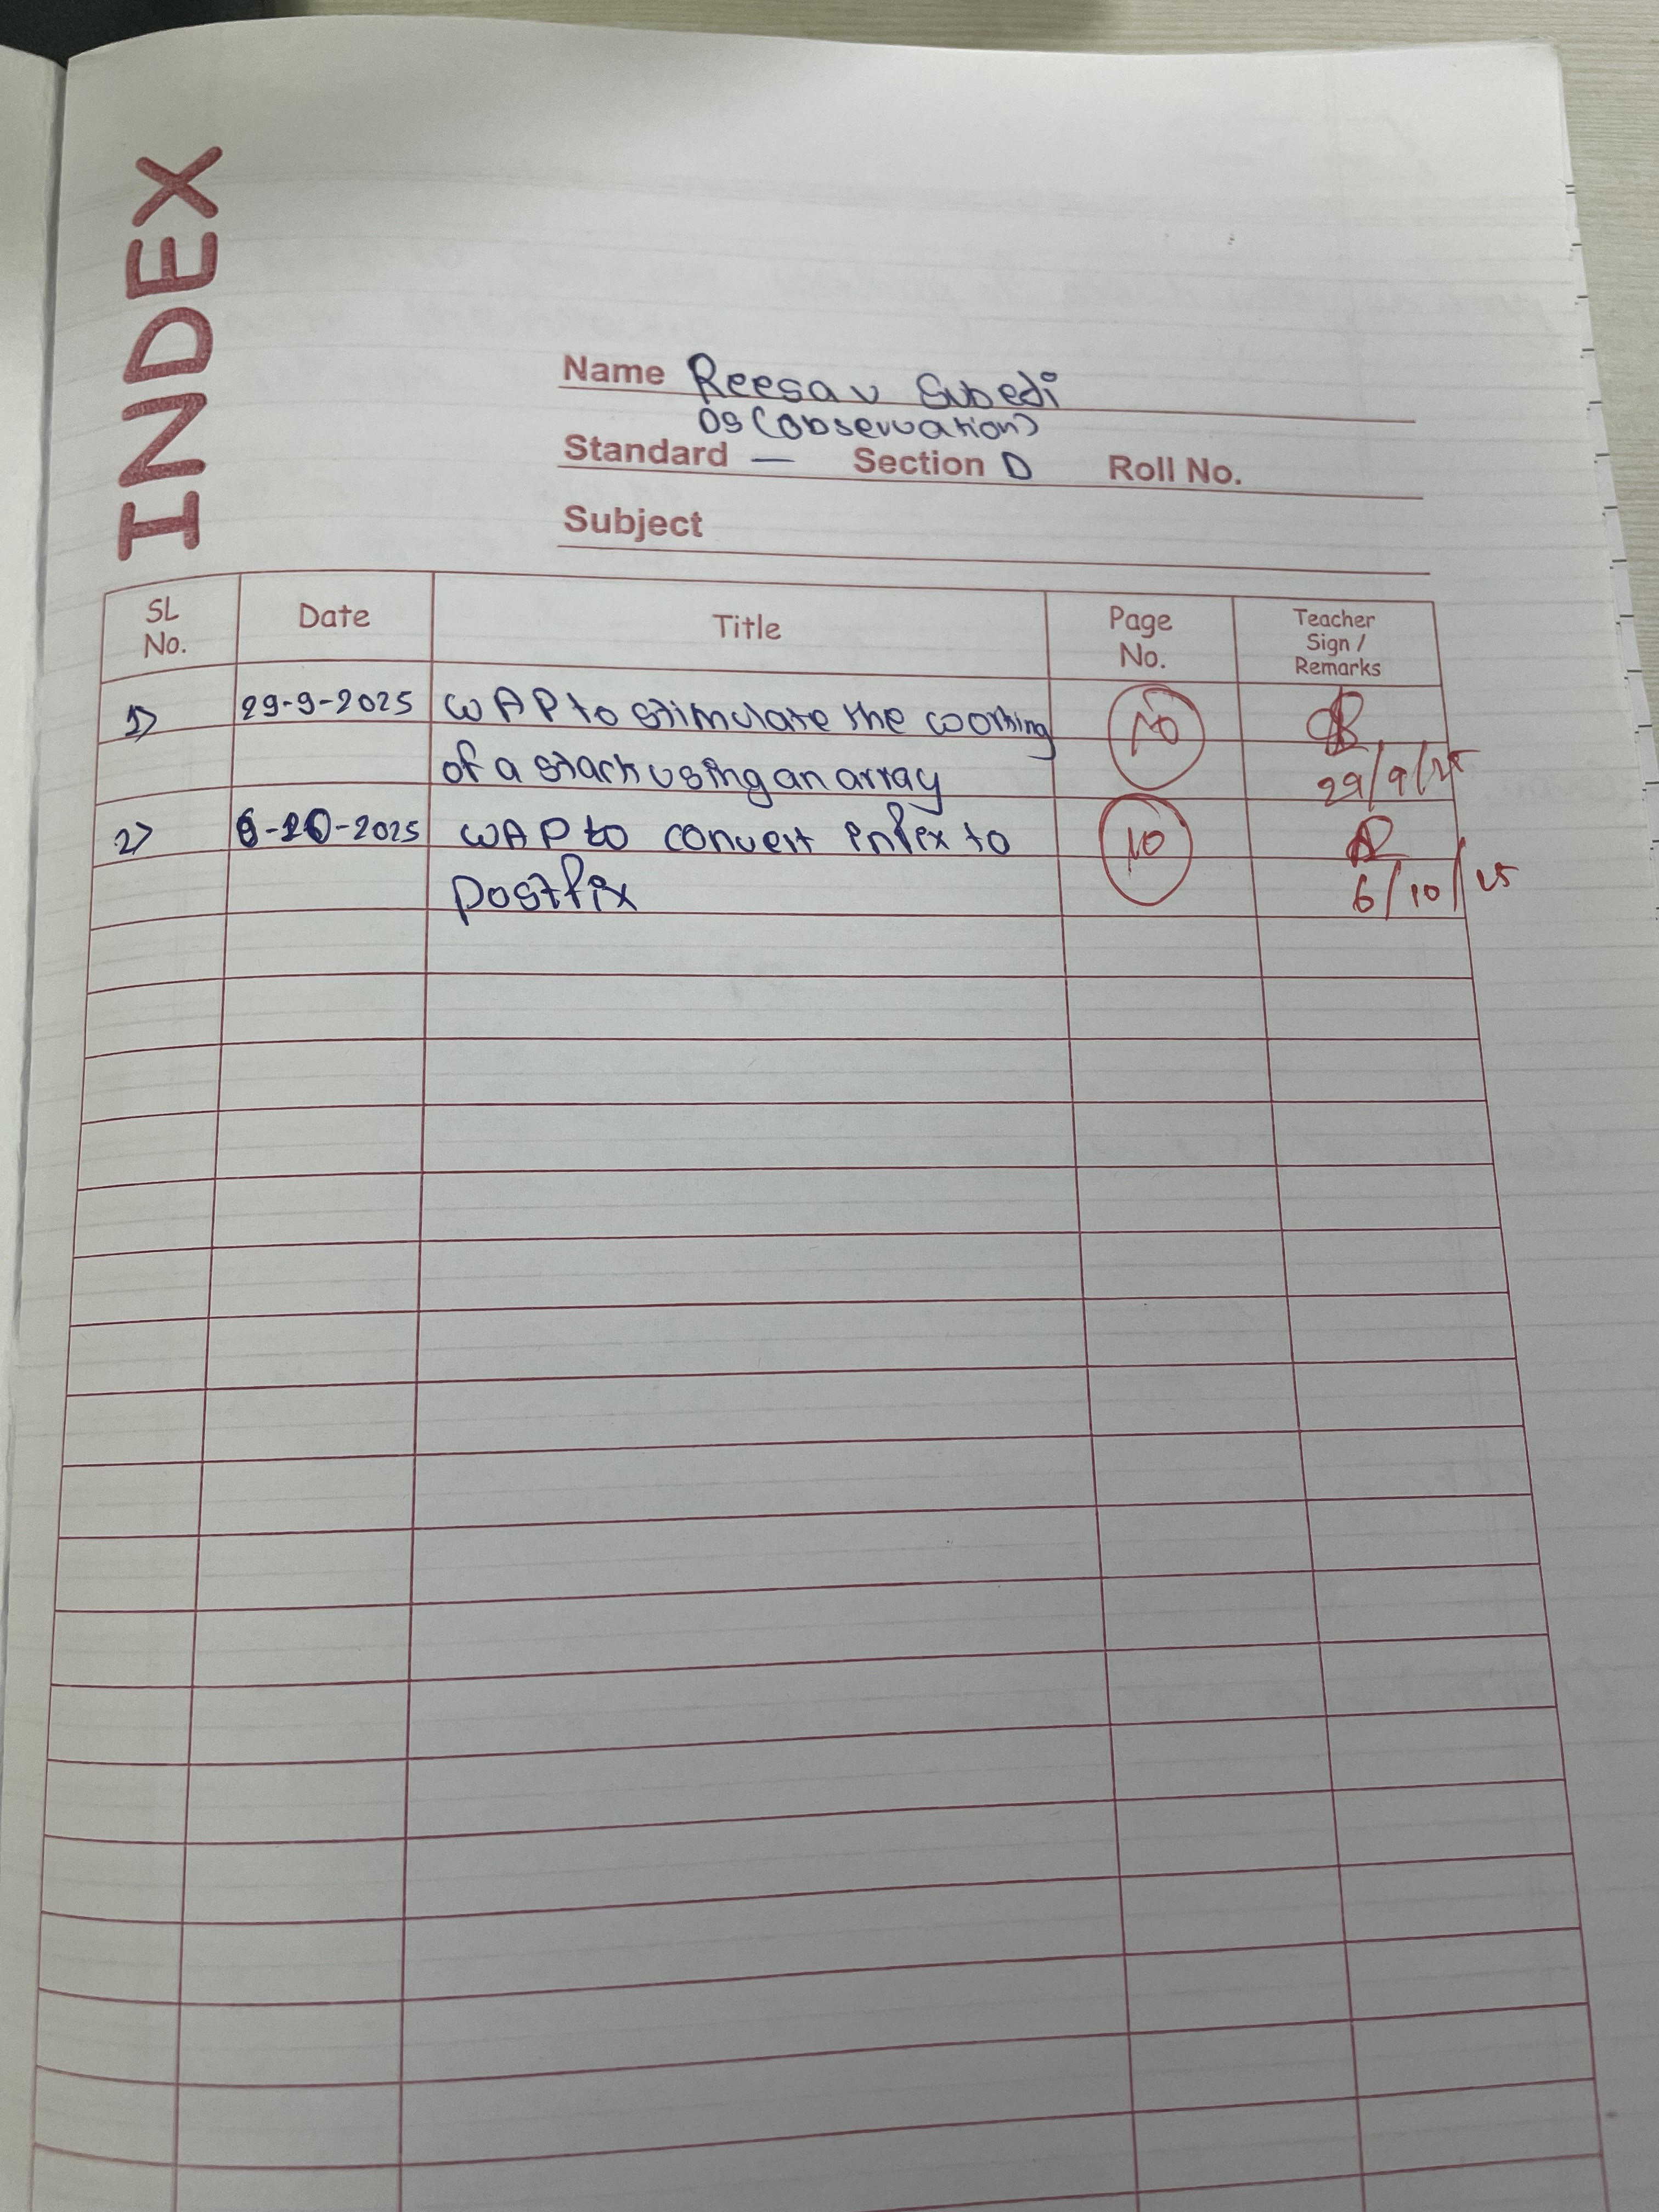 INDEX
Name Reesav Subedi
DS (Observation)
Standard — Section D Roll No.
Subject
SL No. Date Title Page No. Teacher Sign / Remarks
1) 29-9-2025 WAP to stimulate the working 10
of a stack using an array 29/9/25
2) 6-10-2025 WAP to convert infix to 10
postfix 6/10/25